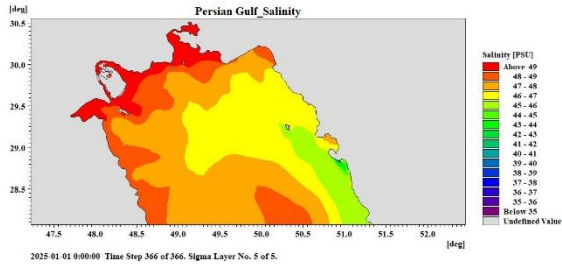 Persian Gulf_Salinity
[deg]
30.5
30.0
29.5
29.0
28.5
47.5 48.0 48.5 49.0 49.5 50.0 50.5 51.0 51.5 52.0
[deg]
Salinity [PSU]
Above 49
48 - 49
47 - 48
46 - 47
45 - 46
44 - 45
43 - 44
42 - 43
41 - 42
40 - 41
39 - 40
38 - 39
37 - 38
36 - 37
35 - 36
Below 35
Undefined Value
2025-01-01 0:00:00 Time Step 366 of 366. Sigma Layer No. 5 of 5.